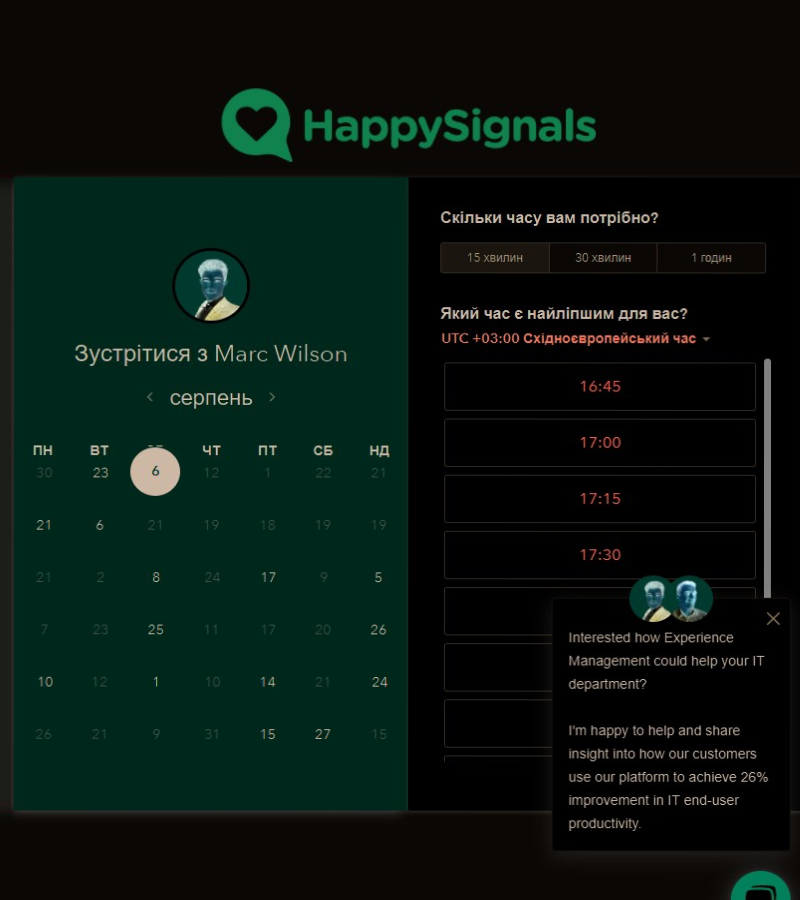 HappySignals
Зустрітися з Marc Wilson
серпень
ПН ВТ ЧТ ПТ СБ НД
30 23 6 12 1 22 21
21 6 21 19 18 19 19
21 2 8 24 17 9 5
7 23 25 11 17 20 26
10 12 1 10 14 21 24
26 21 9 31 15 27 15
Скільки часу вам потрібно?
15 хвилин 30 хвилин 1 годин
Який час є найліпшим для вас?
UTC +03:00 Східноєвропейський час
16:45
17:00
17:15
17:30
Interested how Experience
Management could help your IT
department?
I'm happy to help and share
insight into how our customers
use our platform to achieve 26%
improvement in IT end-user
productivity.